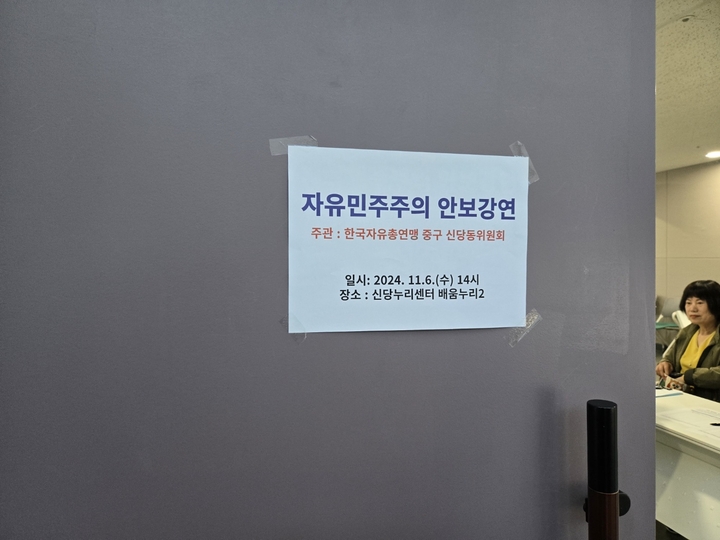 자유민주주의 안보강연
주관 : 한국자유총연맹 중구 신당동위원회
일시: 2024. 11.6.(수) 14시
장소 : 신당누리센터 배움누리2